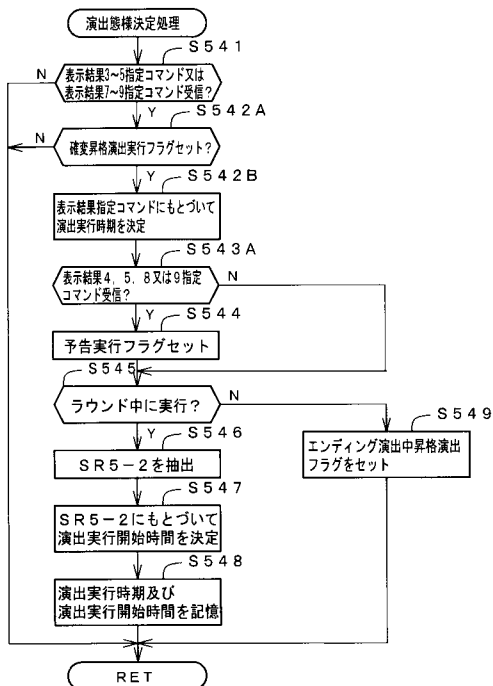 演出態様決定処理
S541
N
表示結果3~5指定コマンド又は
表示結果7~9指定コマンド受信?
Y
S542A
N
確変昇格演出実行フラグセット?
Y
S542B
表示結果指定コマンドにもとづいて
演出実行時期を決定
S543A
表示結果4,5,8又は9指定
コマンド受信?
N
Y
S544
予告実行フラグセット
S545
ラウンド中に実行?
N
Y
S546
S549
SR5-2を抽出
エンディング演出中昇格演出
フラグをセット
S547
SR5-2にもとづいて
演出実行開始時間を決定
S548
演出実行時期及び
演出実行開始時間を記憶
RET